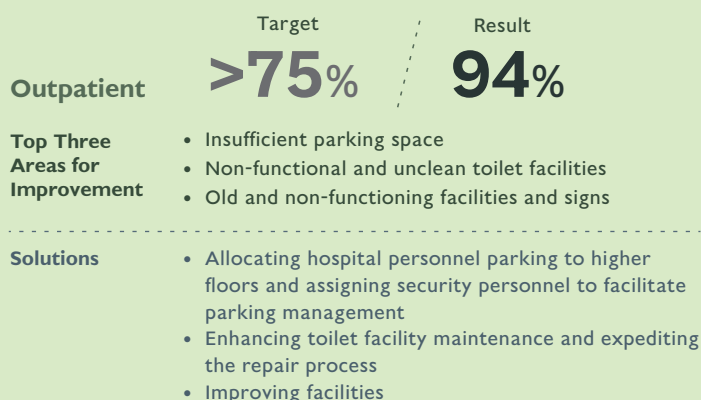 Target Result
Outpatient >75% 94%
Top Three
Areas for
Improvement
• Insufficient parking space
• Non-functional and unclean toilet facilities
• Old and non-functioning facilities and signs
Solutions
• Allocating hospital personnel parking to higher
floors and assigning security personnel to facilitate
parking management
• Enhancing toilet facility maintenance and expediting
the repair process
• Improving facilities